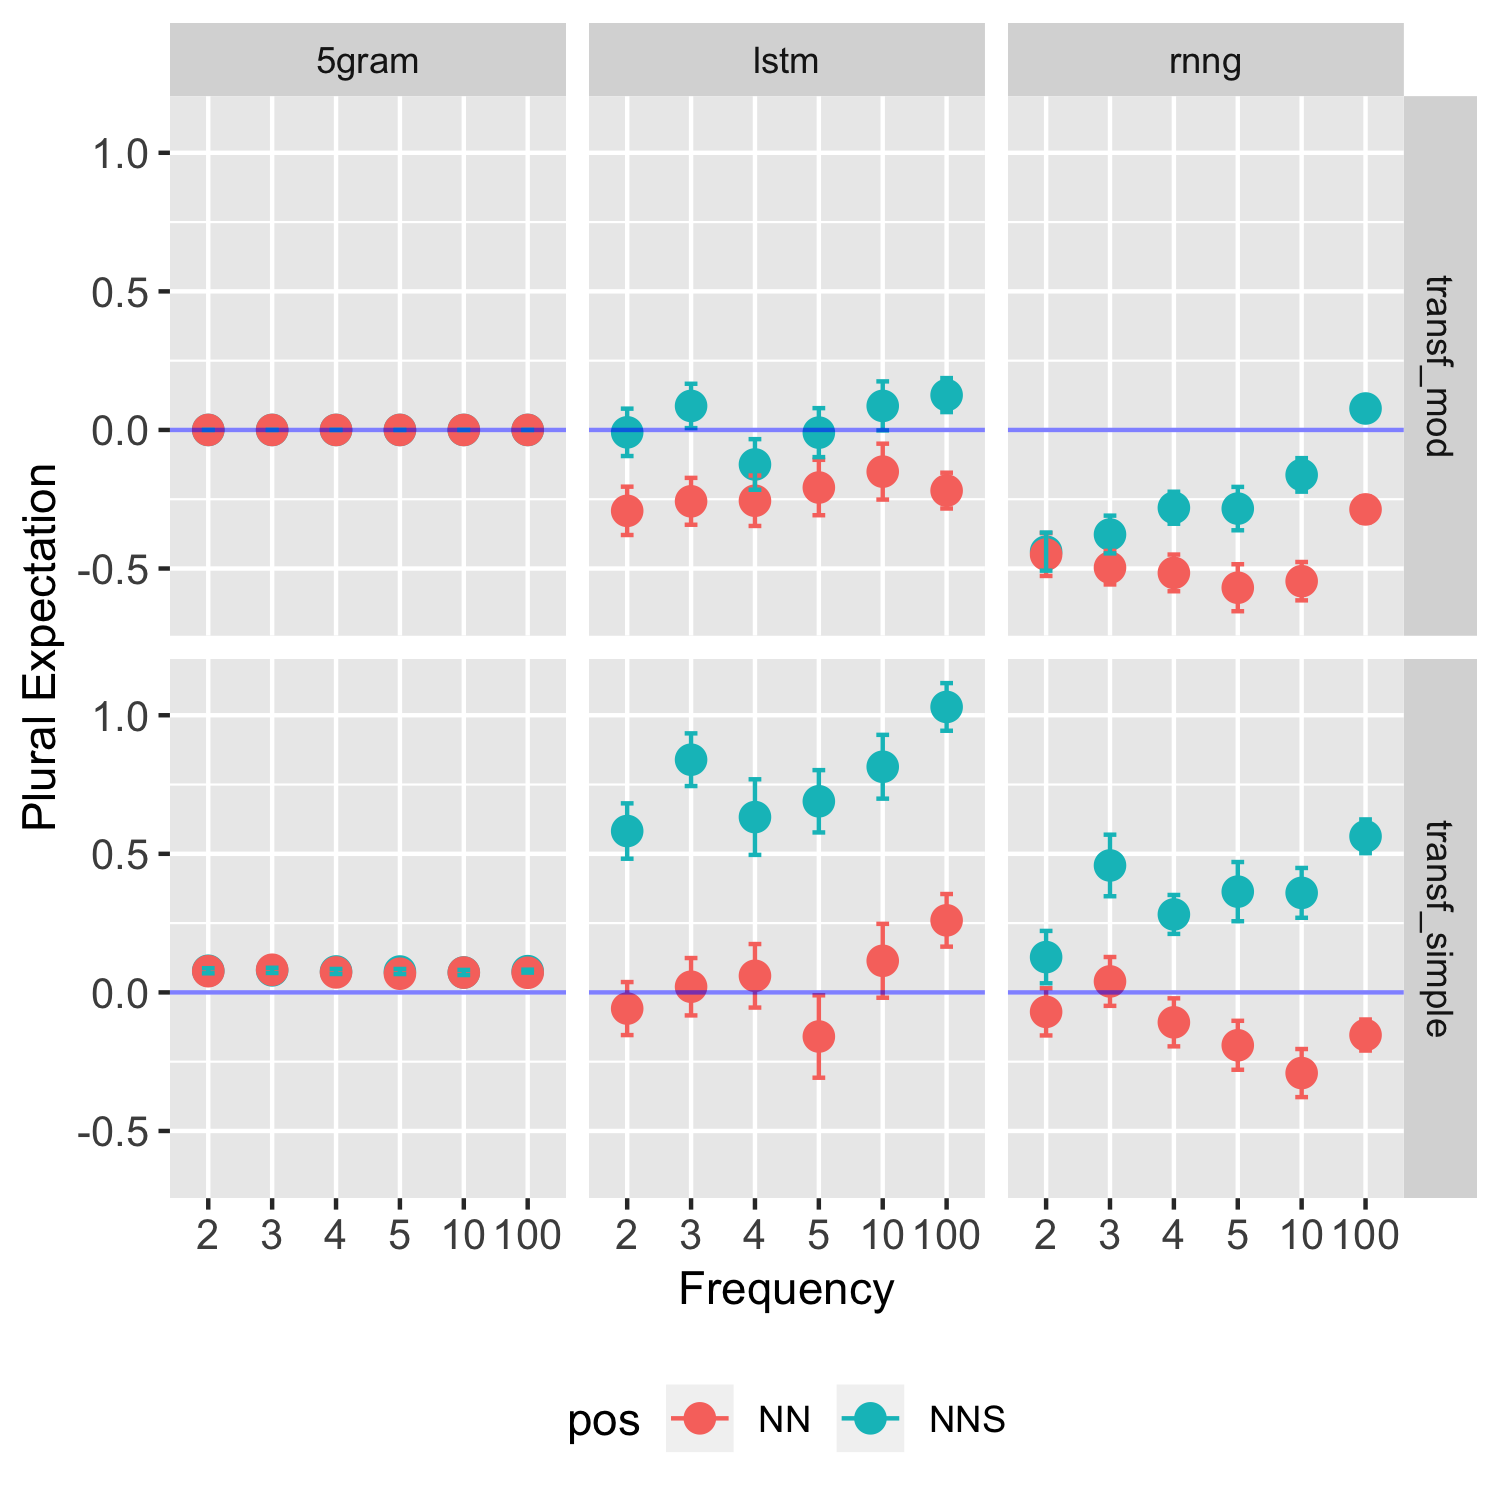 5gram lstm rnng
1.0
0.5
0.0
-0.5
transf_mod
Plural Expectation
1.0
0.5
0.0
-0.5
transf_simple
2 3 4 5 10 100 2 3 4 5 10 100 2 3 4 5 10 100
Frequency
pos NN NNS